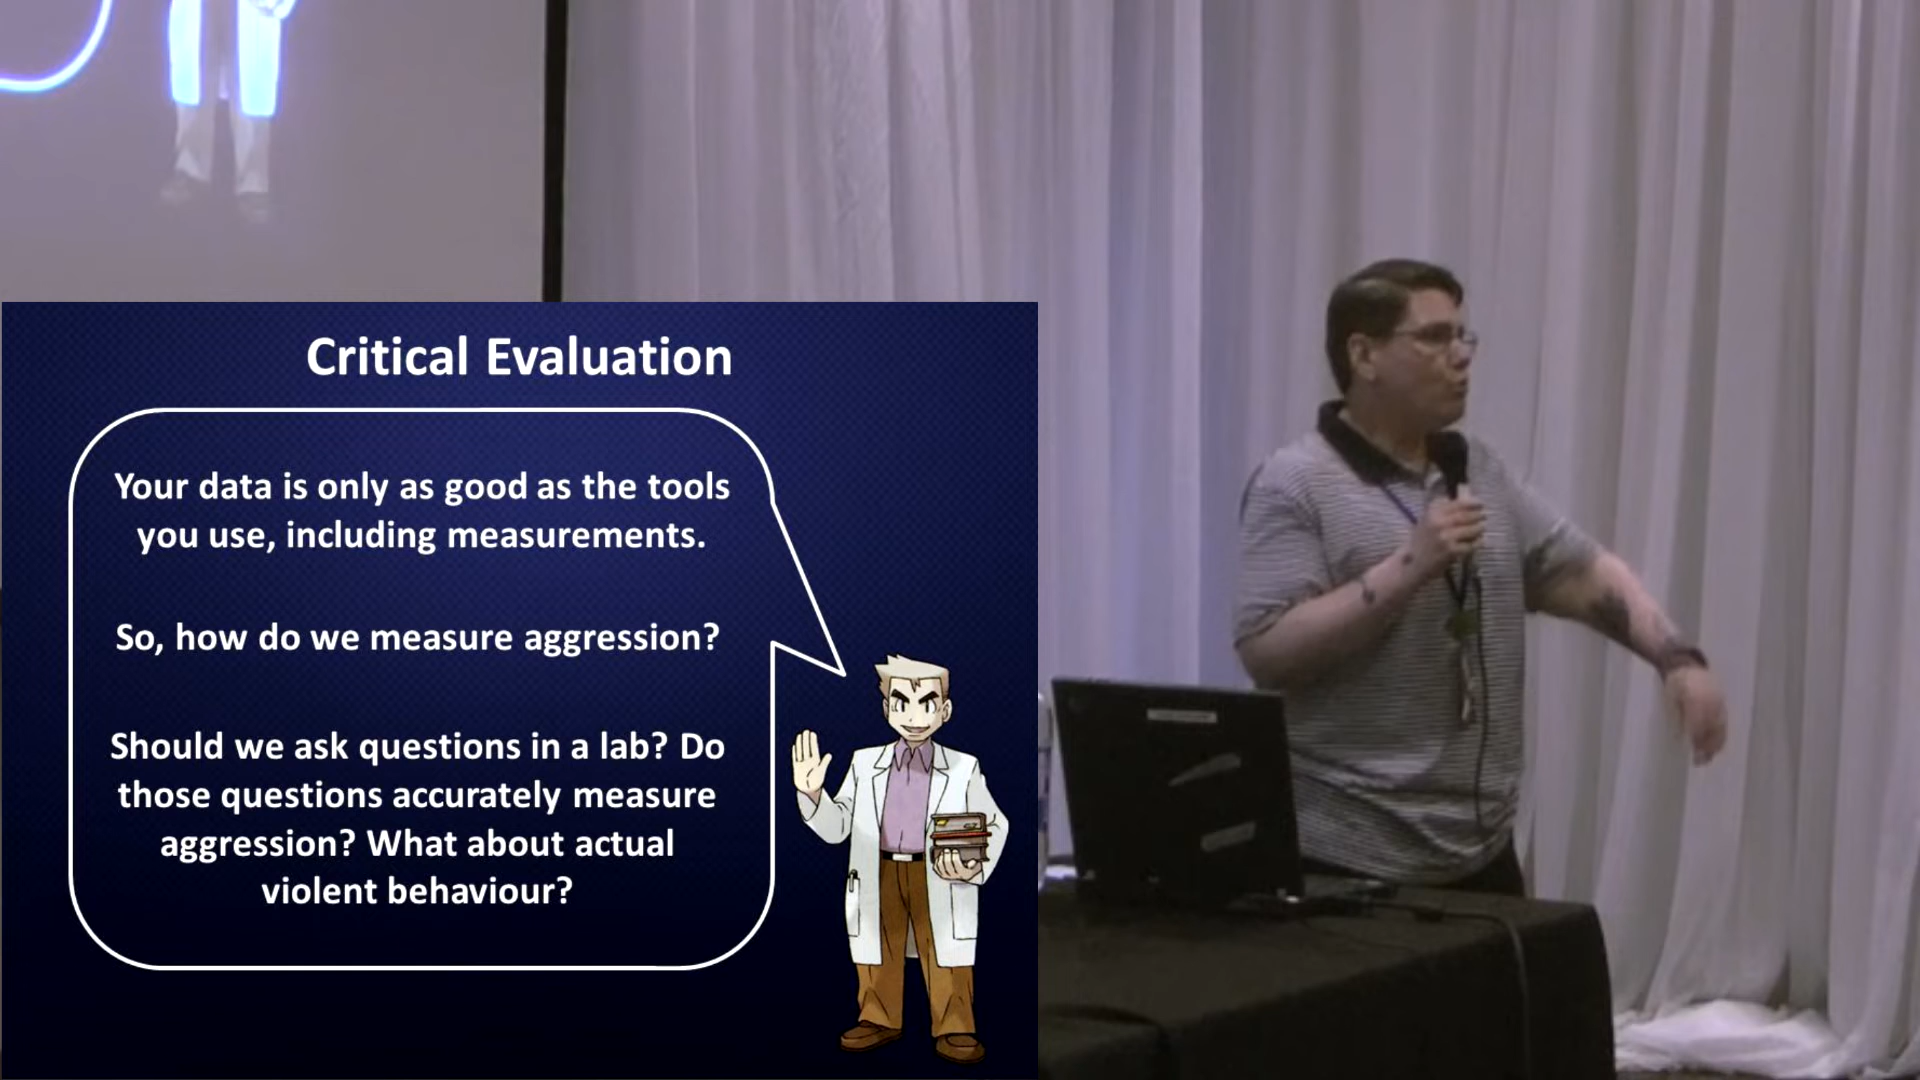 Critical Evaluation
Your data is only as good as the tools
you use, including measurements.
So, how do we measure aggression?
Should we ask questions in a lab? Do
those questions accurately measure
aggression? What about actual
violent behaviour?